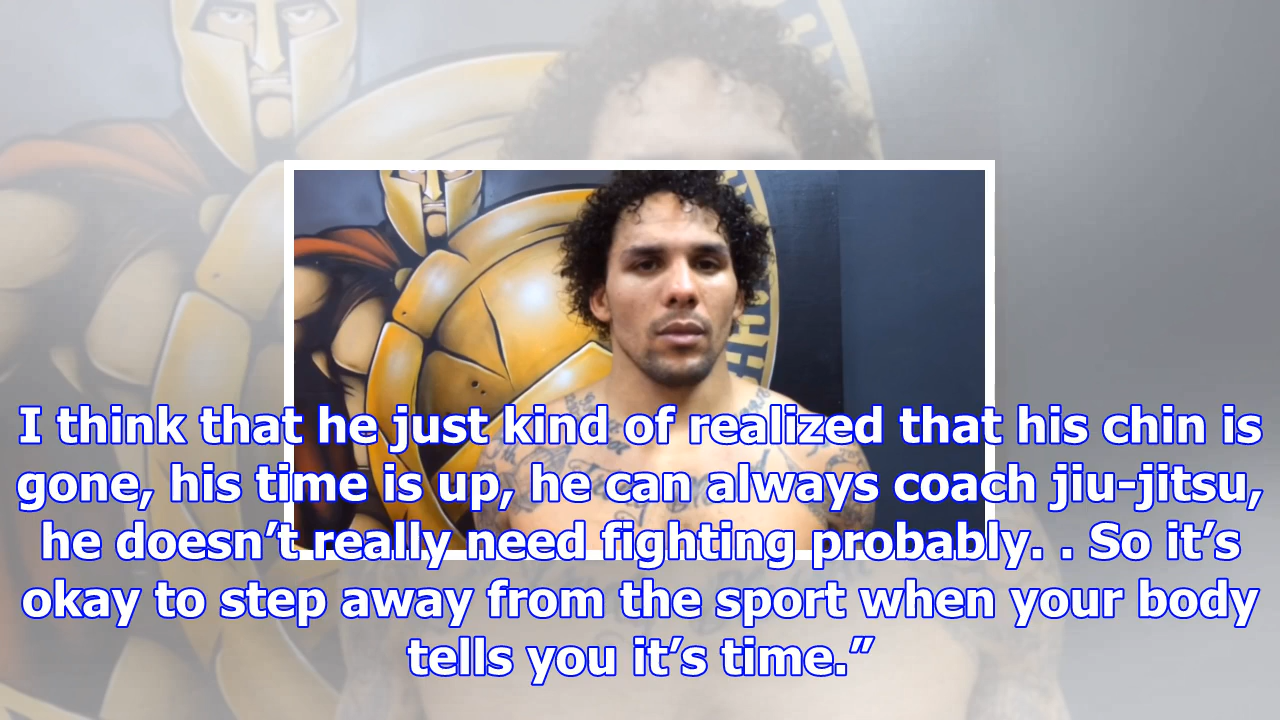 I think that he just kind of realized that his chin is
gone, his time is up, he can always coach jiu-jitsu,
he doesn’t really need fighting probably. . So it’s
okay to step away from the sport when your body
tells you it’s time.”